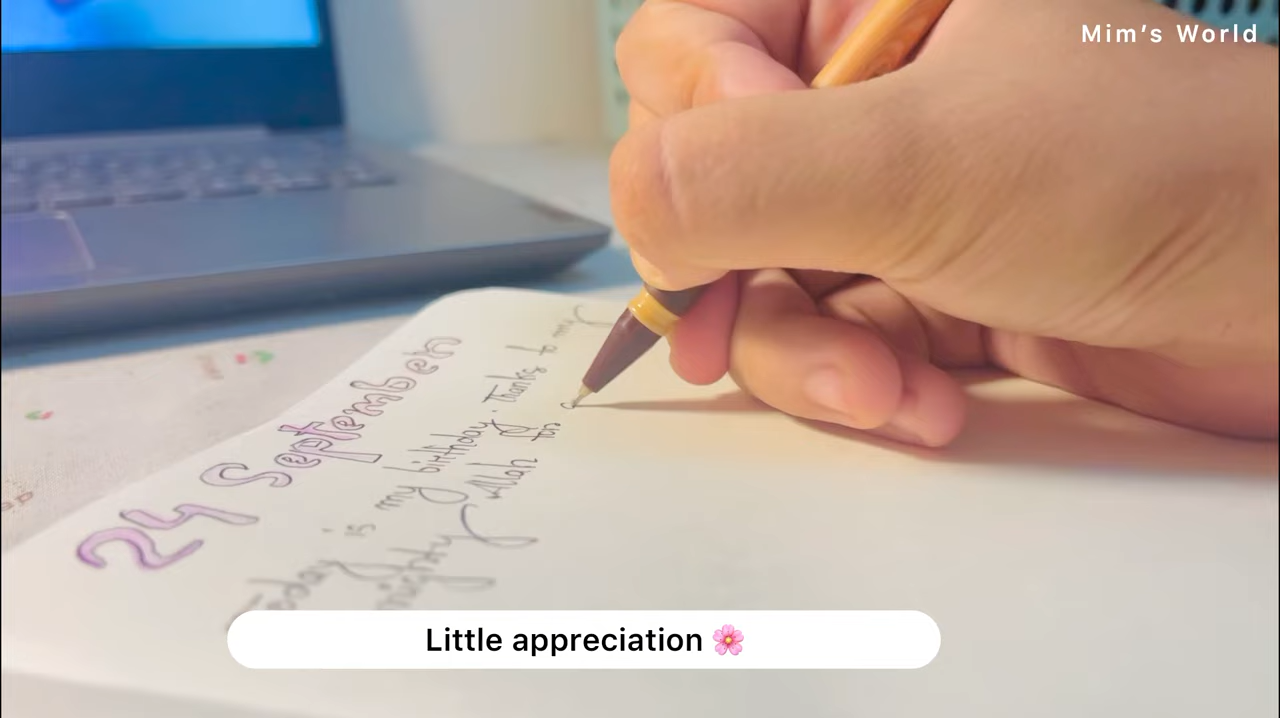 Mim's World
24 September
Today is my birthday. Thanks to my
mighty Allah for
Little appreciation 🌸